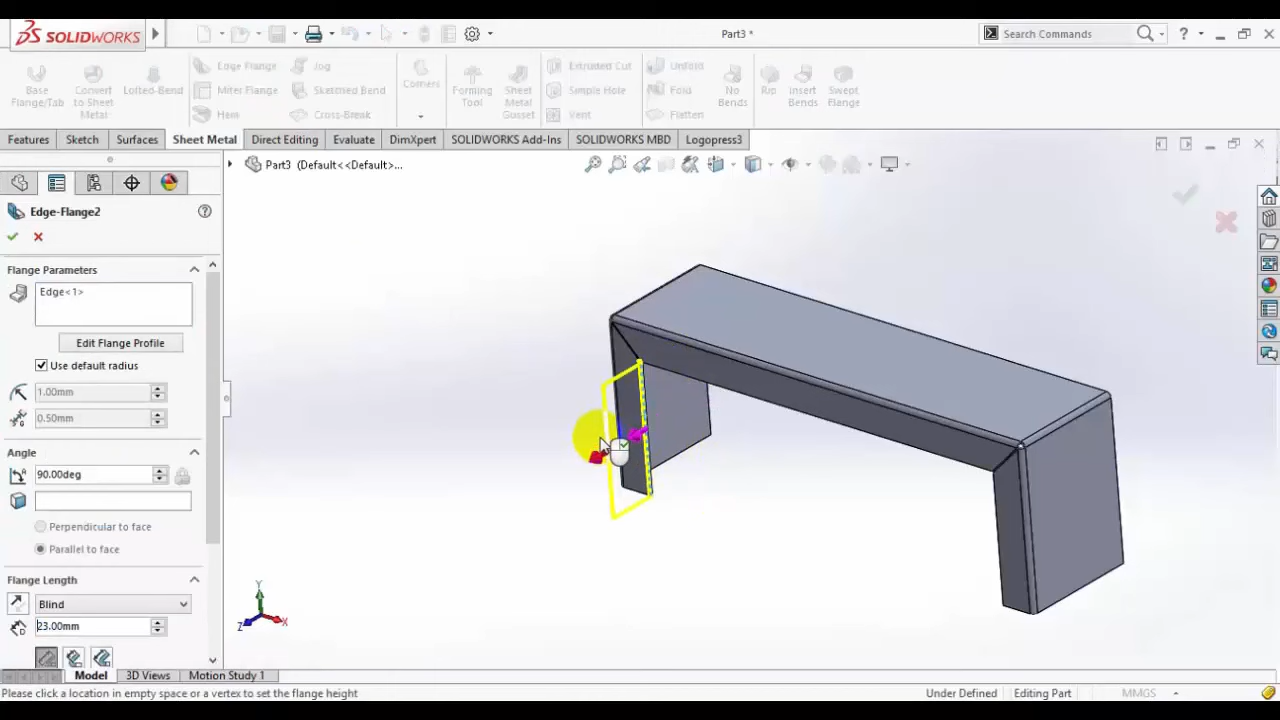 SOLIDWORKS
Part3 *
Search Commands
?
Base Flange/Tab
Convert to Sheet Metal
Lofted-Bend
Edge Flange
Miter Flange
Hem
Jog
Sketched Bend
Cross-Break
Corners
Forming Tool
Sheet Metal Gusset
Extruded Cut
Simple Hole
Vent
Unfold
Fold
Flatten
No Bends
Rip
Insert Bends
Swept Flange
Features
Sketch
Surfaces
Sheet Metal
Direct Editing
Evaluate
DimXpert
SOLIDWORKS Add-Ins
SOLIDWORKS MBD
Logopress3
Part3 (Default<<Default>...
Edge-Flange2
?
Flange Parameters
Edge<1>
Edit Flange Profile
Use default radius
1.00mm
0.50mm
Angle
90.00deg
Perpendicular to face
Parallel to face
Flange Length
Blind
23.00mm
Y
Z
X
Model
3D Views
Motion Study 1
Please click a location in empty space or a vertex to set the flange height
Under Defined
Editing Part
MMGS